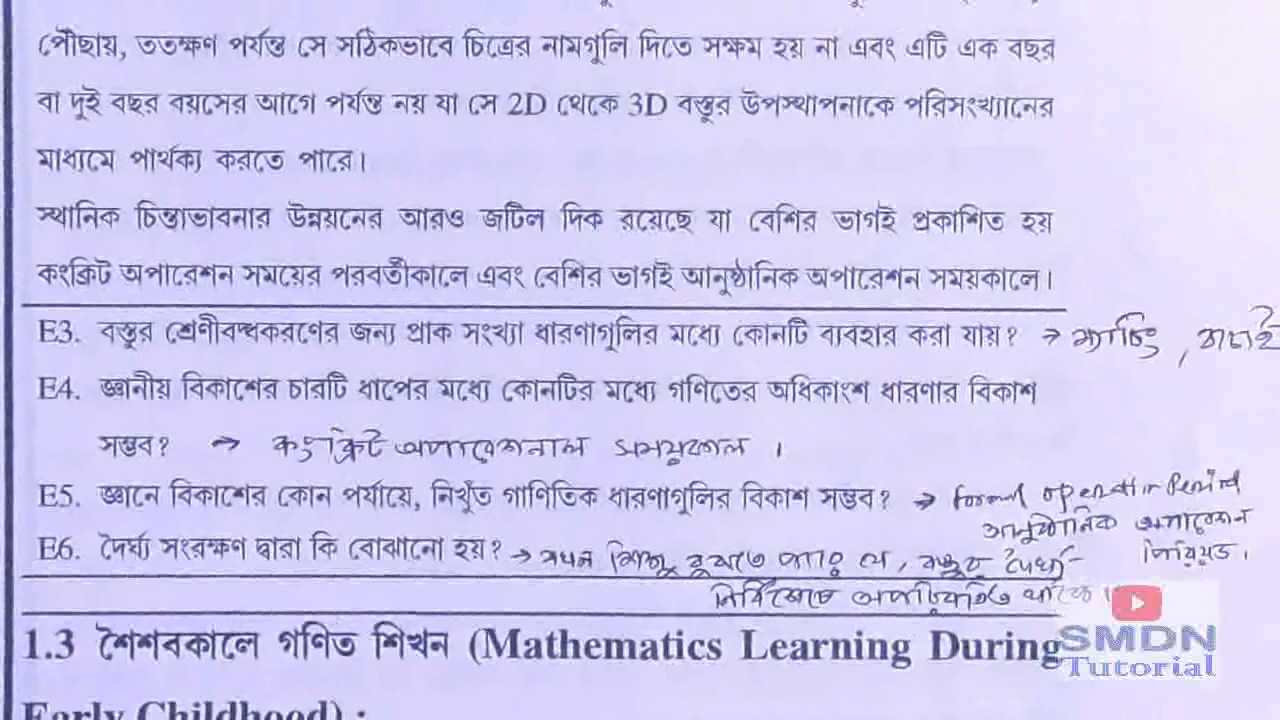 পৌঁছায়, ততক্ষণ পর্যন্ত সে সঠিকভাবে চিত্রের নামগুলি দিতে সক্ষম হয় না এবং এটি এক বছর
বা দুই বছর বয়সের আগে পর্যন্ত নয় যা সে 2D থেকে 3D বস্তুর উপস্থাপনাকে পরিসংখ্যানের
মাধ্যমে পার্থক্য করতে পারে।
স্থানিক চিন্তাভাবনার উন্নয়নের আরও জটিল দিক রয়েছে যা বেশির ভাগই প্রকাশিত হয়
কংক্রিট অপারেশন সময়ের পরবর্তীকালে এবং বেশির ভাগই আনুষ্ঠানিক অপারেশন সময়কালে।
E3. বস্তুর শ্রেণীবদ্ধকরণের জন্য প্রাক সংখ্যা ধারণাগুলির মধ্যে কোনটি ব্যবহার করা যায়? → ম্যাচিং,
E4. জ্ঞানীয় বিকাশের চারটি ধাপের মধ্যে কোনটির মধ্যে গণিতের অধিকাংশ ধারণার বিকাশ
সম্ভব? → কংক্রিট অপারেশনাল সময়কাল ।
E5. জ্ঞানে বিকাশের কোন পর্যায়ে, নিখুঁত গাণিতিক ধারণাগুলির বিকাশ সম্ভব? → formal operation Period
আনুষ্ঠানিক অপারেশন
পিরিয়ড।
E6. দৈর্ঘ্য সংরক্ষণ দ্বারা কি বোঝানো হয়? → যখন শিশু বুঝতে পারে যে, বস্তুর দৈর্ঘ্য
নির্বিশেষে অপরিবর্তিত থাকে।
1.3 শৈশবকালে গণিত শিখন (Mathematics Learning During
Early Childhood) :
SMDN
Tutorial